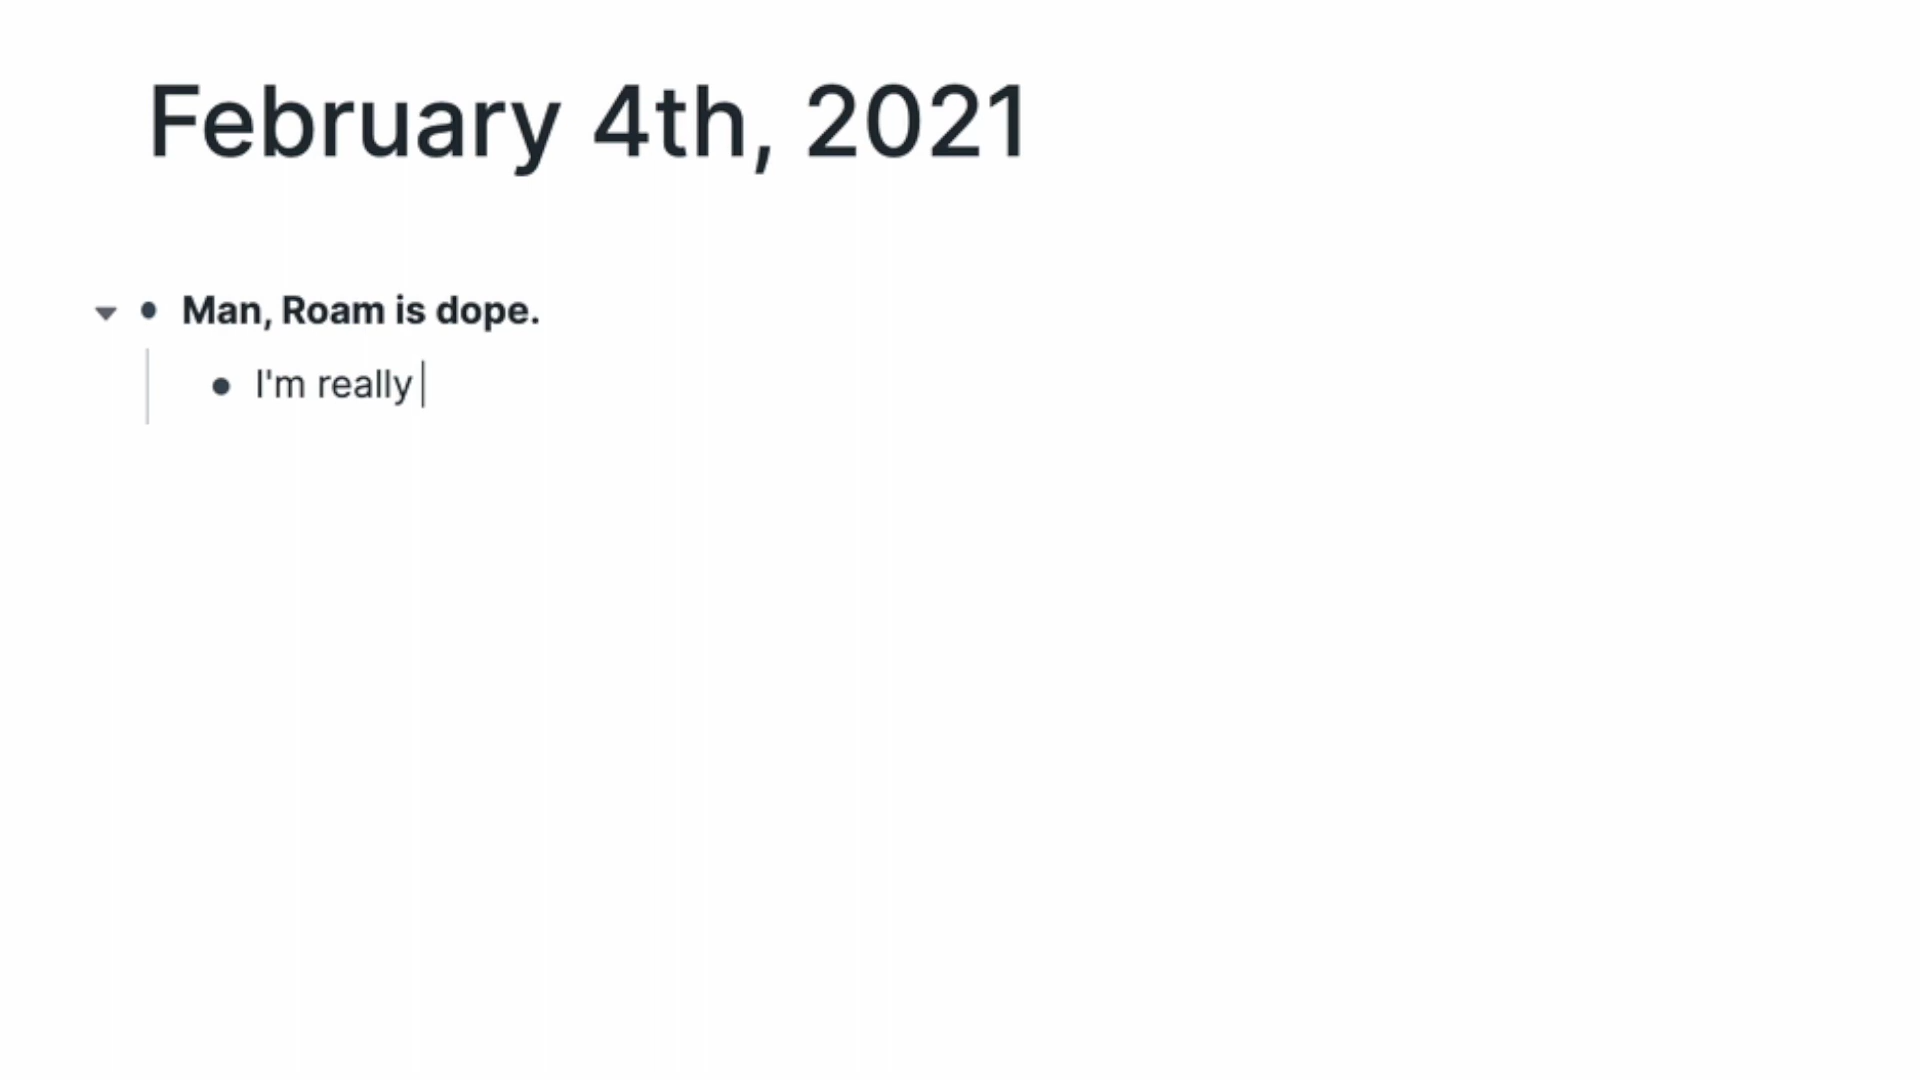 February 4th, 2021
Man, Roam is dope.
I'm really